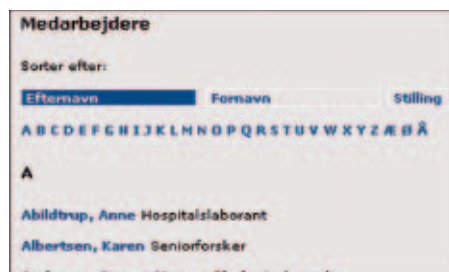 Medarbejdere
Sorter efter:
Efternavn Fornavn Stilling
A B C D E F G H I J K L M N O P Q R S T U V W X Y Z Æ Ø Å
A
Abildtrup, Anne Hospitalslaborant
Albertsen, Karen Seniorforsker